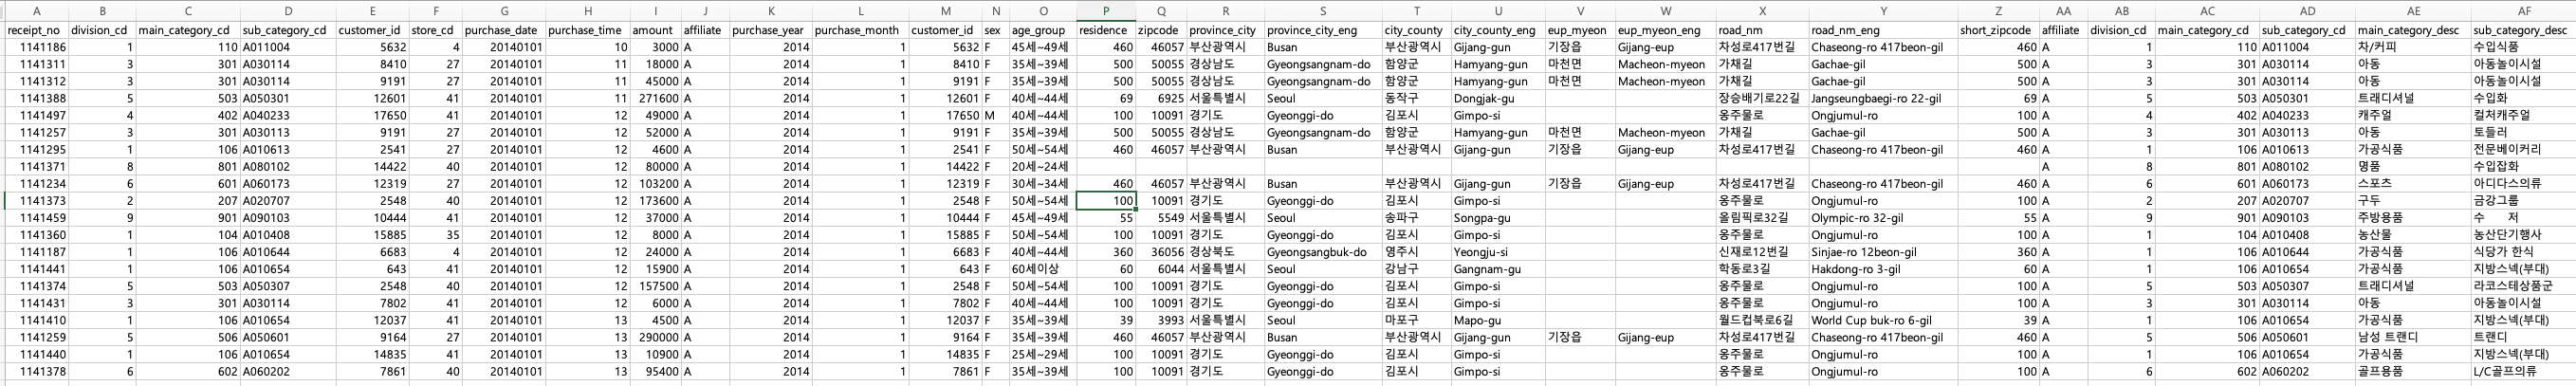 A B C D E F G H I J K L M N O P Q R S T U V W X Y Z AA AB AC AD AE AF
receipt_no division_cd main_category_cd sub_category_cd customer_id store_cd purchase_date purchase_time amount affiliate purchase_year purchase_month customer_id sex age_group residence zipcode province_city province_city_eng city_county city_county_eng eup_myeon eup_myeon_eng road_nm road_nm_eng short_zipcode affiliate division_cd main_category_cd sub_category_cd main_category_desc sub_category_desc
1141186 1 110 A011004 5632 4 20140101 10 3000 A 2014 1 5632 F 45세~49세 460 46057 부산광역시 Busan 부산광역시 Gijang-gun 기장읍 Gijang-eup 차성로417번길 Chaseong-ro 417beon-gil 460 A 1 110 A011004 차/커피 수입식품
1141311 3 301 A030114 8410 27 20140101 11 18000 A 2014 1 8410 F 35세~39세 500 50055 경상남도 Gyeongsangnam-do 함양군 Hamyang-gun 마천면 Macheon-myeon 가채길 Gachae-gil 500 A 3 301 A030114 아동 아동놀이시설
1141312 3 301 A030114 9191 27 20140101 11 45000 A 2014 1 9191 F 35세~39세 500 50055 경상남도 Gyeongsangnam-do 함양군 Hamyang-gun 마천면 Macheon-myeon 가채길 Gachae-gil 500 A 3 301 A030114 아동 아동놀이시설
1141388 5 503 A050301 12601 41 20140101 11 271600 A 2014 1 12601 F 40세~44세 69 6925 서울특별시 Seoul 동작구 Dongjak-gu 장승배기로22길 Jangseungbaegi-ro 22-gil 69 A 5 503 A050301 트래디셔널 수입화
1141497 4 402 A040233 17650 41 20140101 12 49000 A 2014 1 17650 M 40세~44세 100 10091 경기도 Gyeonggi-do 김포시 Gimpo-si 옹주물로 Ongjumul-ro 100 A 4 402 A040233 캐주얼 컬처캐주얼
1141257 3 301 A030113 9191 27 20140101 12 52000 A 2014 1 9191 F 35세~39세 500 50055 경상남도 Gyeongsangnam-do 함양군 Hamyang-gun 마천면 Macheon-myeon 가채길 Gachae-gil 500 A 3 301 A030113 아동 토들러
1141295 1 106 A010613 2541 27 20140101 12 4600 A 2014 1 2541 F 50세~54세 460 46057 부산광역시 Busan 부산광역시 Gijang-gun 기장읍 Gijang-eup 차성로417번길 Chaseong-ro 417beon-gil 460 A 1 106 A010613 가공식품 전문베이커리
1141371 8 801 A080102 14422 40 20140101 12 80000 A 2014 1 14422 F 20세~24세 A 8 801 A080102 명품 수입잡화
1141234 6 601 A060173 12319 27 20140101 12 103200 A 2014 1 12319 F 30세~34세 460 46057 부산광역시 Busan 부산광역시 Gijang-gun 기장읍 Gijang-eup 차성로417번길 Chaseong-ro 417beon-gil 460 A 6 601 A060173 스포츠 아디다스의류
1141373 2 207 A020707 2548 40 20140101 12 173600 A 2014 1 2548 F 50세~54세 100 10091 경기도 Gyeonggi-do 김포시 Gimpo-si 옹주물로 Ongjumul-ro 100 A 2 207 A020707 구두 금강그룹
1141459 9 901 A090103 10444 41 20140101 12 37000 A 2014 1 10444 F 45세~49세 55 5549 서울특별시 Seoul 송파구 Songpa-gu 올림픽로32길 Olympic-ro 32-gil 55 A 9 901 A090103 주방용품 수 저
1141360 1 104 A010408 15885 35 20140101 12 8000 A 2014 1 15885 F 50세~54세 100 10091 경기도 Gyeonggi-do 김포시 Gimpo-si 옹주물로 Ongjumul-ro 100 A 1 104 A010408 농산물 농산단기행사
1141187 1 106 A010644 6683 4 20140101 12 24000 A 2014 1 6683 F 40세~44세 360 36056 경상북도 Gyeongsangbuk-do 영주시 Yeongju-si 신재로12번길 Sinjae-ro 12beon-gil 360 A 1 106 A010644 가공식품 식당가 한식
1141441 1 106 A010654 643 41 20140101 12 15900 A 2014 1 643 F 60세이상 60 6044 서울특별시 Seoul 강남구 Gangnam-gu 학동로3길 Hakdong-ro 3-gil 60 A 1 106 A010654 가공식품 지방스넥(부대)
1141374 5 503 A050307 2548 40 20140101 12 157500 A 2014 1 2548 F 50세~54세 100 10091 경기도 Gyeonggi-do 김포시 Gimpo-si 옹주물로 Ongjumul-ro 100 A 5 503 A050307 트래디셔널 라코스테상품군
1141431 3 301 A030114 7802 41 20140101 12 6000 A 2014 1 7802 F 40세~44세 100 10091 경기도 Gyeonggi-do 김포시 Gimpo-si 옹주물로 Ongjumul-ro 100 A 3 301 A030114 아동 아동놀이시설
1141410 1 106 A010654 12037 41 20140101 13 4500 A 2014 1 12037 F 35세~39세 39 3993 서울특별시 Seoul 마포구 Mapo-gu 월드컵북로6길 World Cup buk-ro 6-gil 39 A 1 106 A010654 가공식품 지방스넥(부대)
1141259 5 506 A050601 9164 27 20140101 13 290000 A 2014 1 9164 F 35세~39세 460 46057 부산광역시 Busan 부산광역시 Gijang-gun 기장읍 Gijang-eup 차성로417번길 Chaseong-ro 417beon-gil 460 A 5 506 A050601 남성 트랜디 트랜디
1141440 1 106 A010654 14835 41 20140101 13 10900 A 2014 1 14835 F 25세~29세 100 10091 경기도 Gyeonggi-do 김포시 Gimpo-si 옹주물로 Ongjumul-ro 100 A 1 106 A010654 가공식품 지방스넥(부대)
1141378 6 602 A060202 7861 40 20140101 13 95400 A 2014 1 7861 F 35세~39세 100 10091 경기도 Gyeonggi-do 김포시 Gimpo-si 옹주물로 Ongjumul-ro 100 A 6 602 A060202 골프용품 L/C골프의류